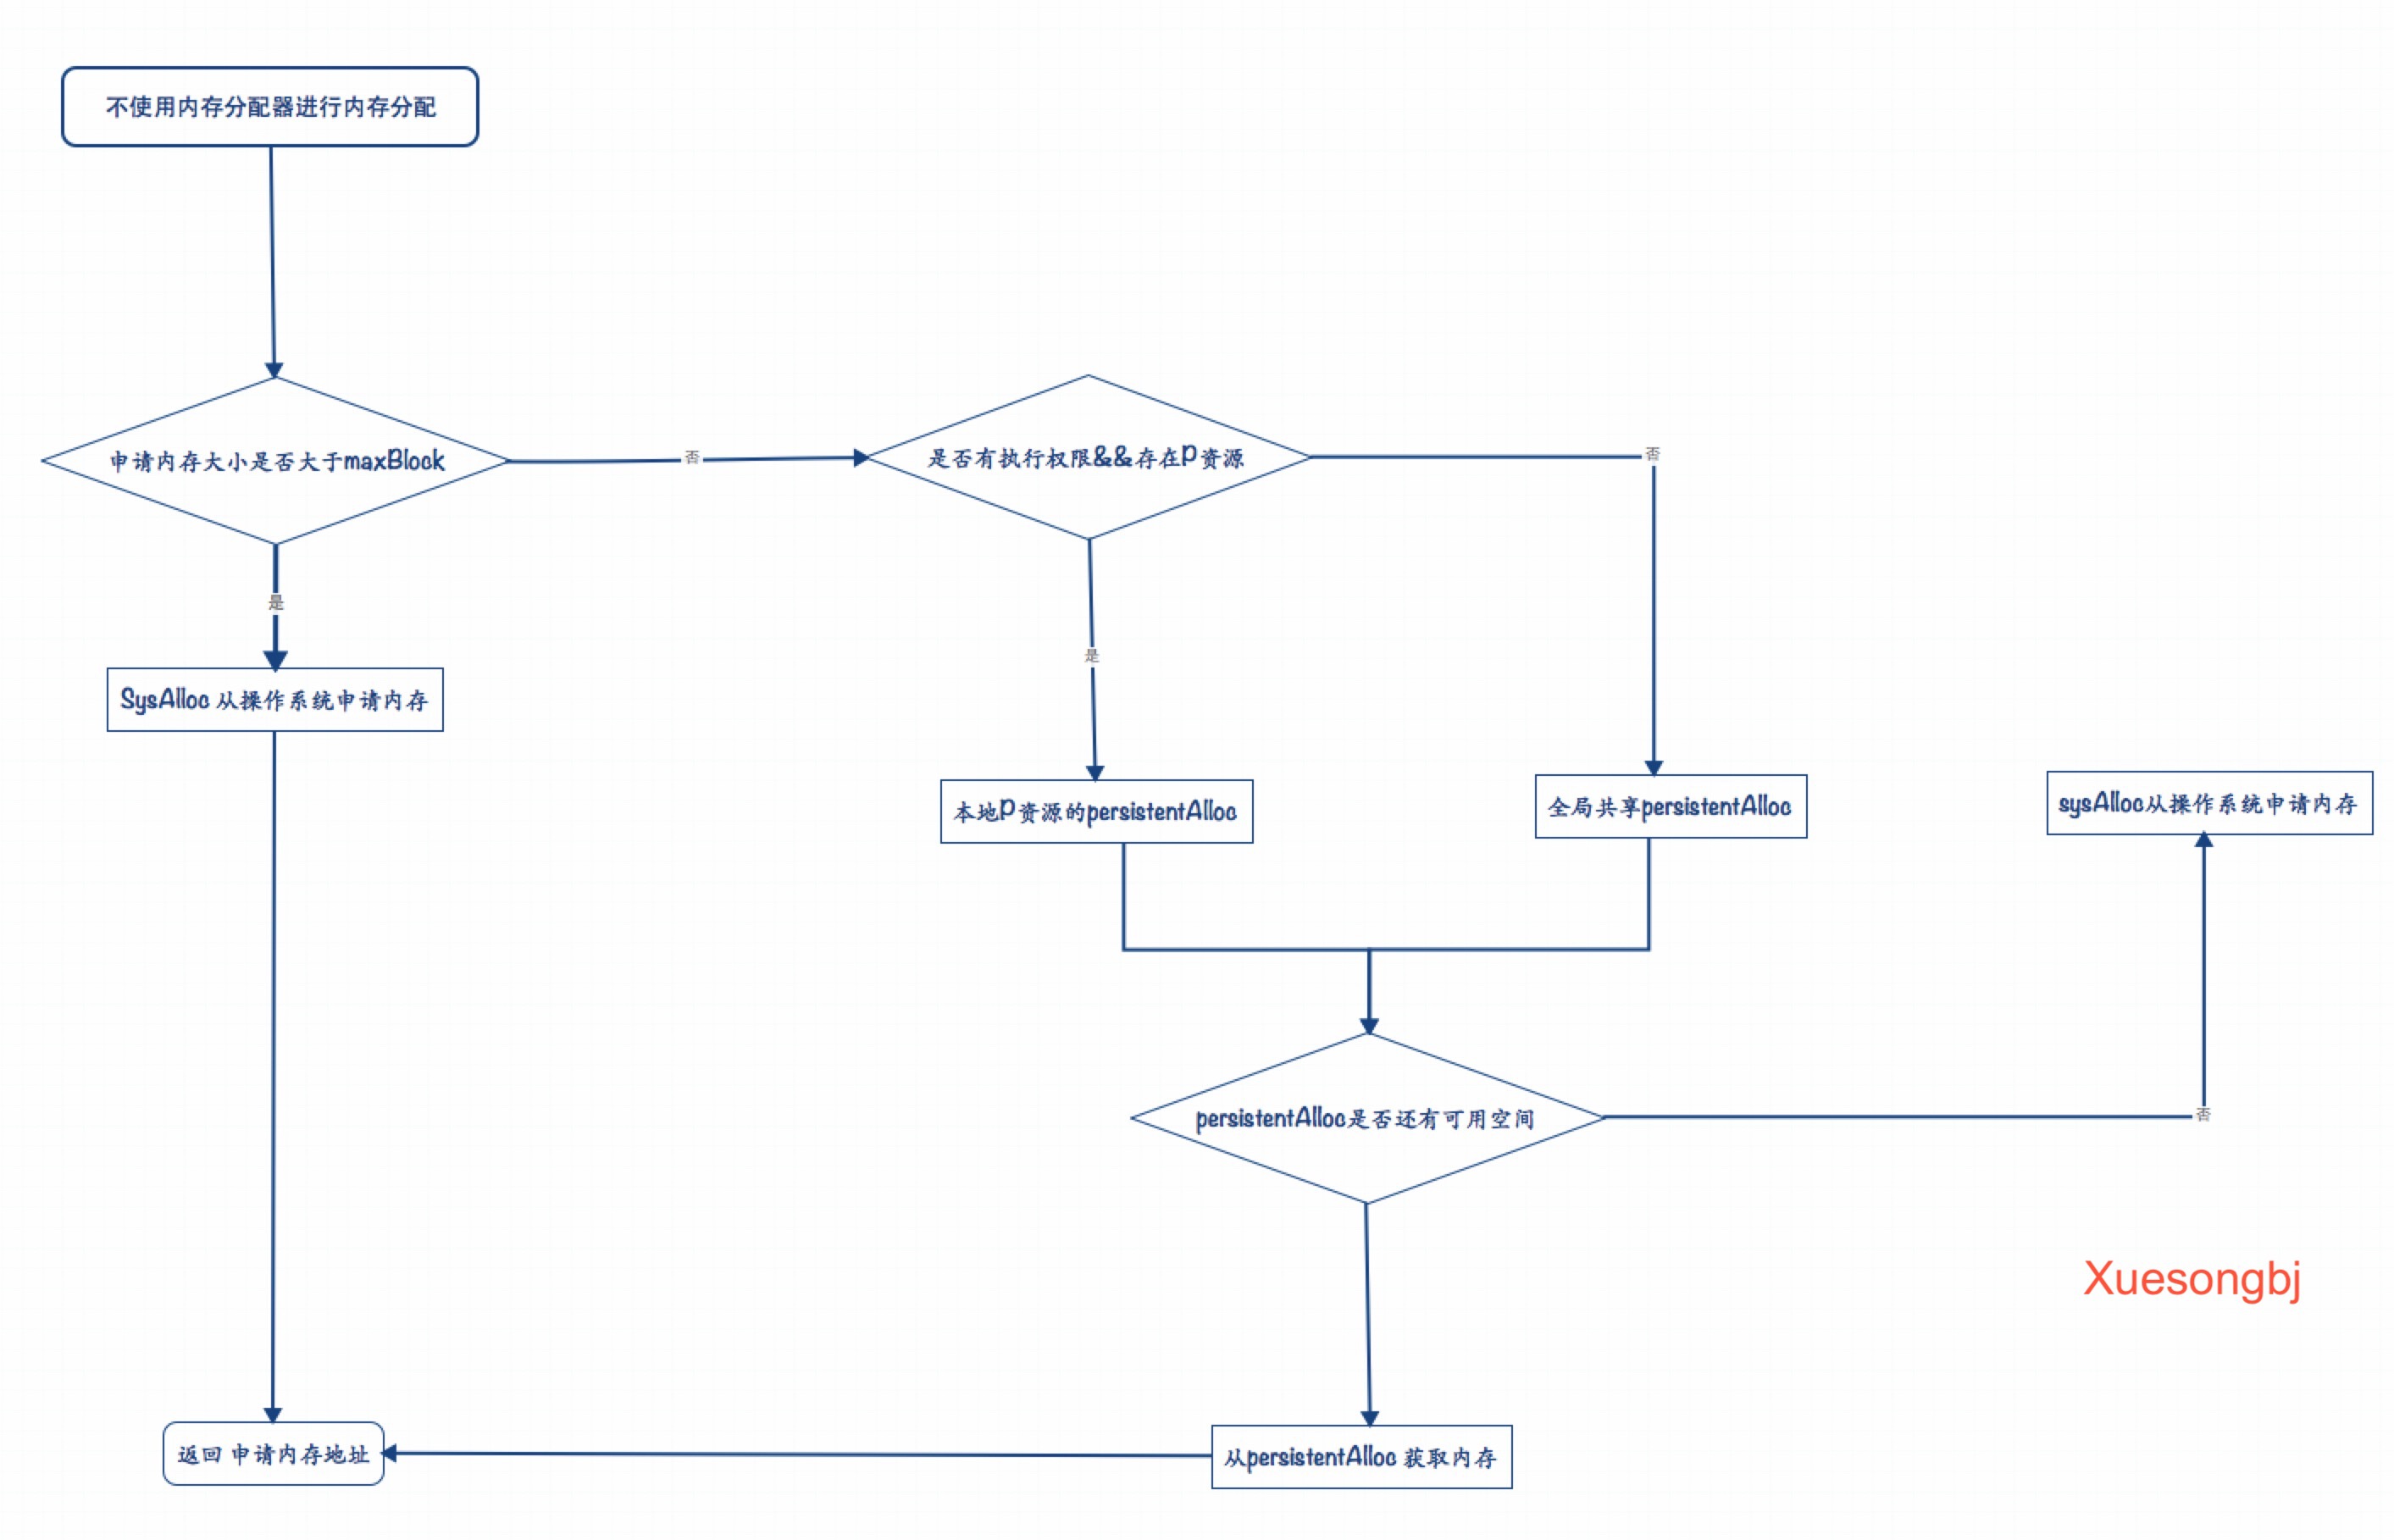 不使用内存分配器进行内存分配
申请内存大小是否大于maxBlock
否
是否有执行权限&&存在P资源
否
是
是
SysAlloc 从操作系统申请内存
本地P资源的persistentAlloc
全局共享persistentAlloc
sysAlloc从操作系统申请内存
persistentAlloc是否还有可用空间
否
Xuesongbj
返回 申请内存地址
从persistentAlloc 获取内存